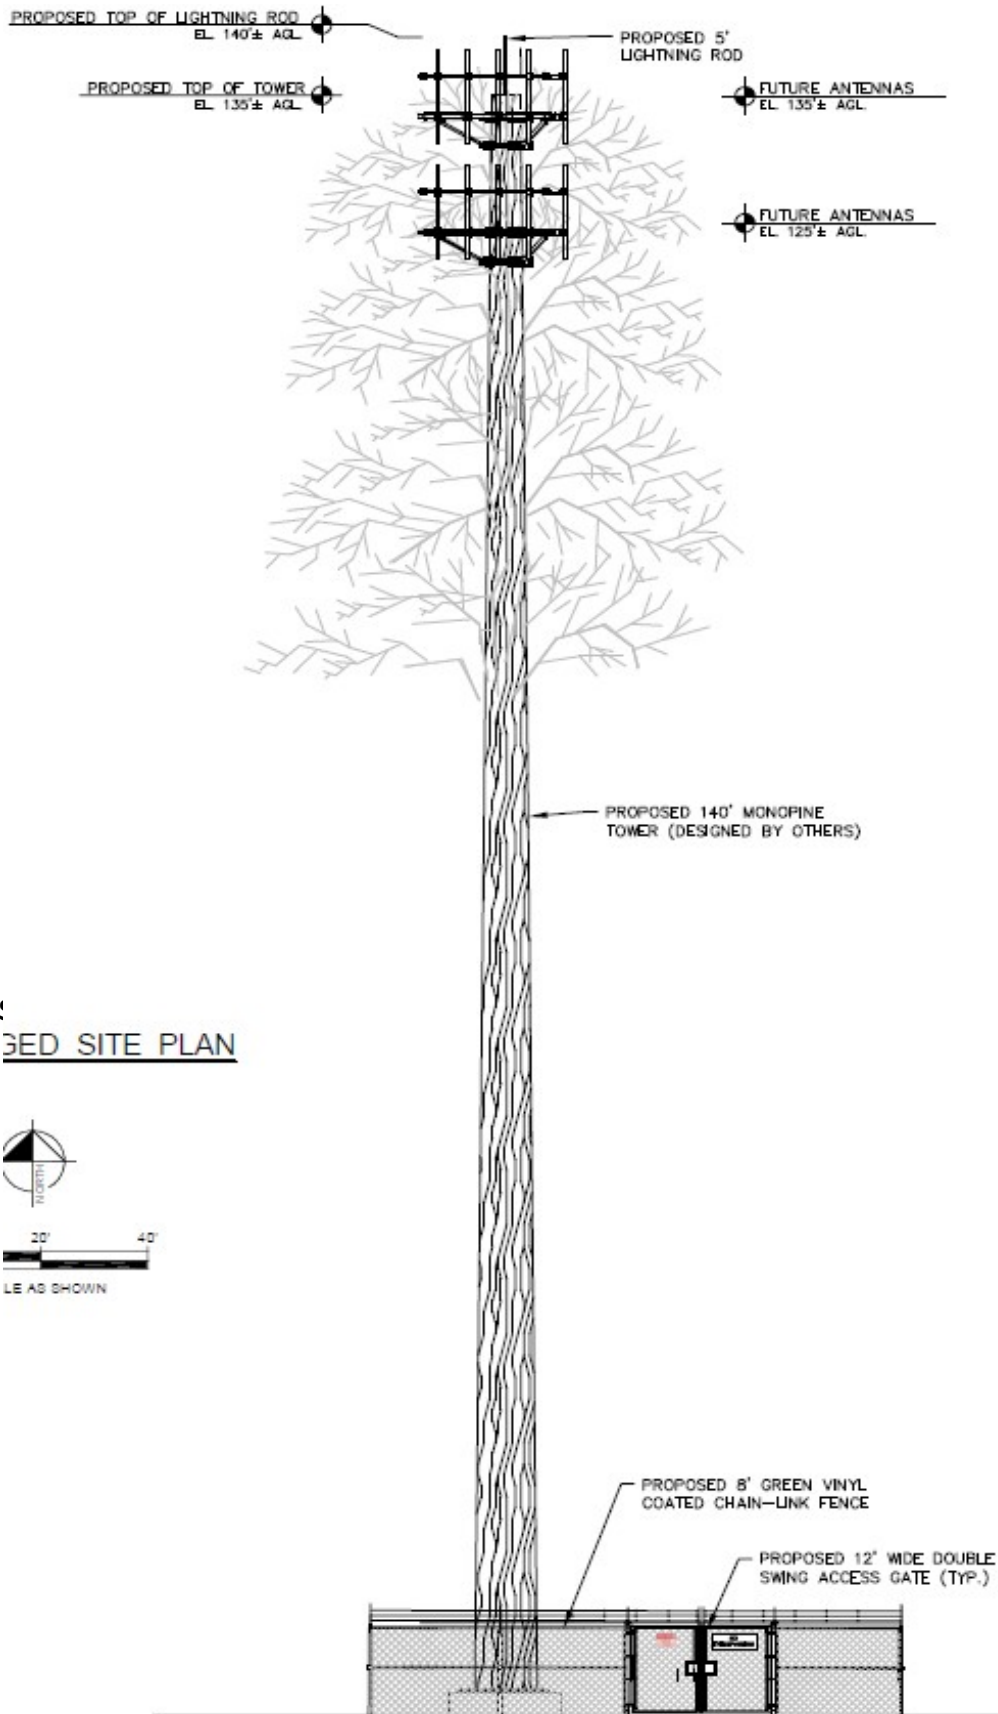 PROPOSED TOP OF LIGHTNING ROD
EL. 140'± AGL.
PROPOSED 5'
LIGHTNING ROD
PROPOSED TOP OF TOWER
EL. 135'± AGL.
FUTURE ANTENNAS
EL. 135'± AGL.
FUTURE ANTENNAS
EL. 125'± AGL.
PROPOSED 140' MONOPINE
TOWER (DESIGNED BY OTHERS)
GED SITE PLAN
NORTH
20' 40'
LE AS SHOWN
PROPOSED 8' GREEN VINYL
COATED CHAIN-LINK FENCE
PROPOSED 12' WIDE DOUBLE
SWING ACCESS GATE (TYP.)